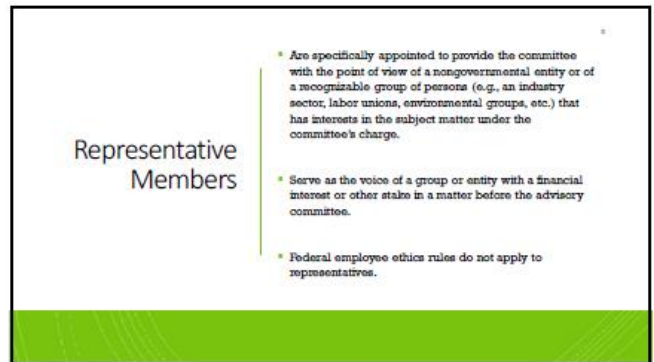 Representative
Members
Are specifically appointed to provide the committee
with the point of view of a nongovernmental entity or of
a recognizable group of persons (e.g., an industry
sector, labor unions, environmental groups, etc.) that
has interests in the subject matter under the
committee's charge.
Serve as the voice of a group or entity with a financial
interest or other stake in a matter before the advisory
committee.
Federal employee ethics rules do not apply to
representatives.